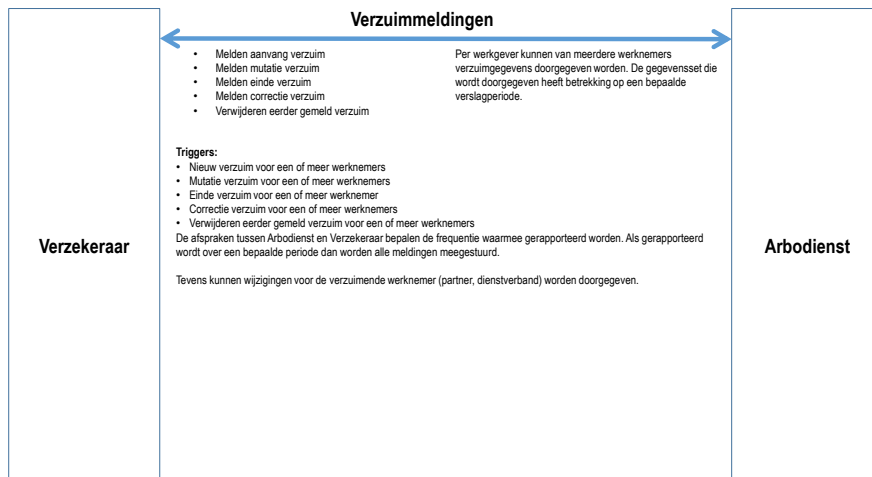 Verzuimmeldingen
• Melden aanvang verzuim
• Melden mutatie verzuim
• Melden einde verzuim
• Melden correctie verzuim
• Verwijderen eerder gemeld verzuim
Per werkgever kunnen van meerdere werknemers
verzuimgegevens doorgegeven worden. De gegevensset die
wordt doorgegeven heeft betrekking op een bepaalde
verslagperiode.
Triggers:
• Nieuw verzuim voor een of meer werknemers
• Mutatie verzuim voor een of meer werknemers
• Einde verzuim voor een of meer werknemer
• Correctie verzuim voor een of meer werknemers
• Verwijderen eerder gemeld verzuim voor een of meer werknemers
De afspraken tussen Arbodienst en Verzekeraar bepalen de frequentie waarmee gerapporteerd worden. Als gerapporteerd
wordt over een bepaalde periode dan worden alle meldingen meegestuurd.
Tevens kunnen wijzigingen voor de verzuimende werknemer (partner, dienstverband) worden doorgegeven.
Verzekeraar
Arbodienst